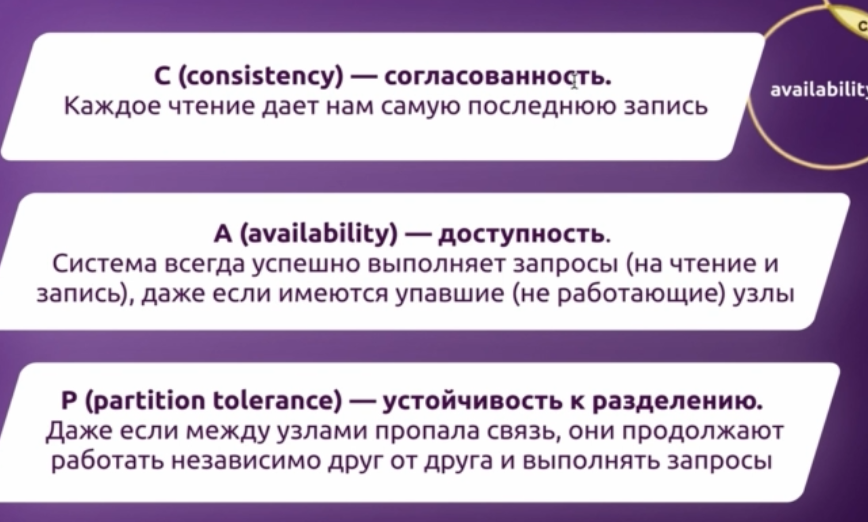 C (consistency) — согласованность.
Каждое чтение дает нам самую последнюю запись
A (availability) — доступность.
Система всегда успешно выполняет запросы (на чтение и
запись), даже если имеются упавшие (не работающие) узлы
P (partition tolerance) — устойчивость к разделению.
Даже если между узлами пропала связь, они продолжают
работать независимо друг от друга и выполнять запросы
availability